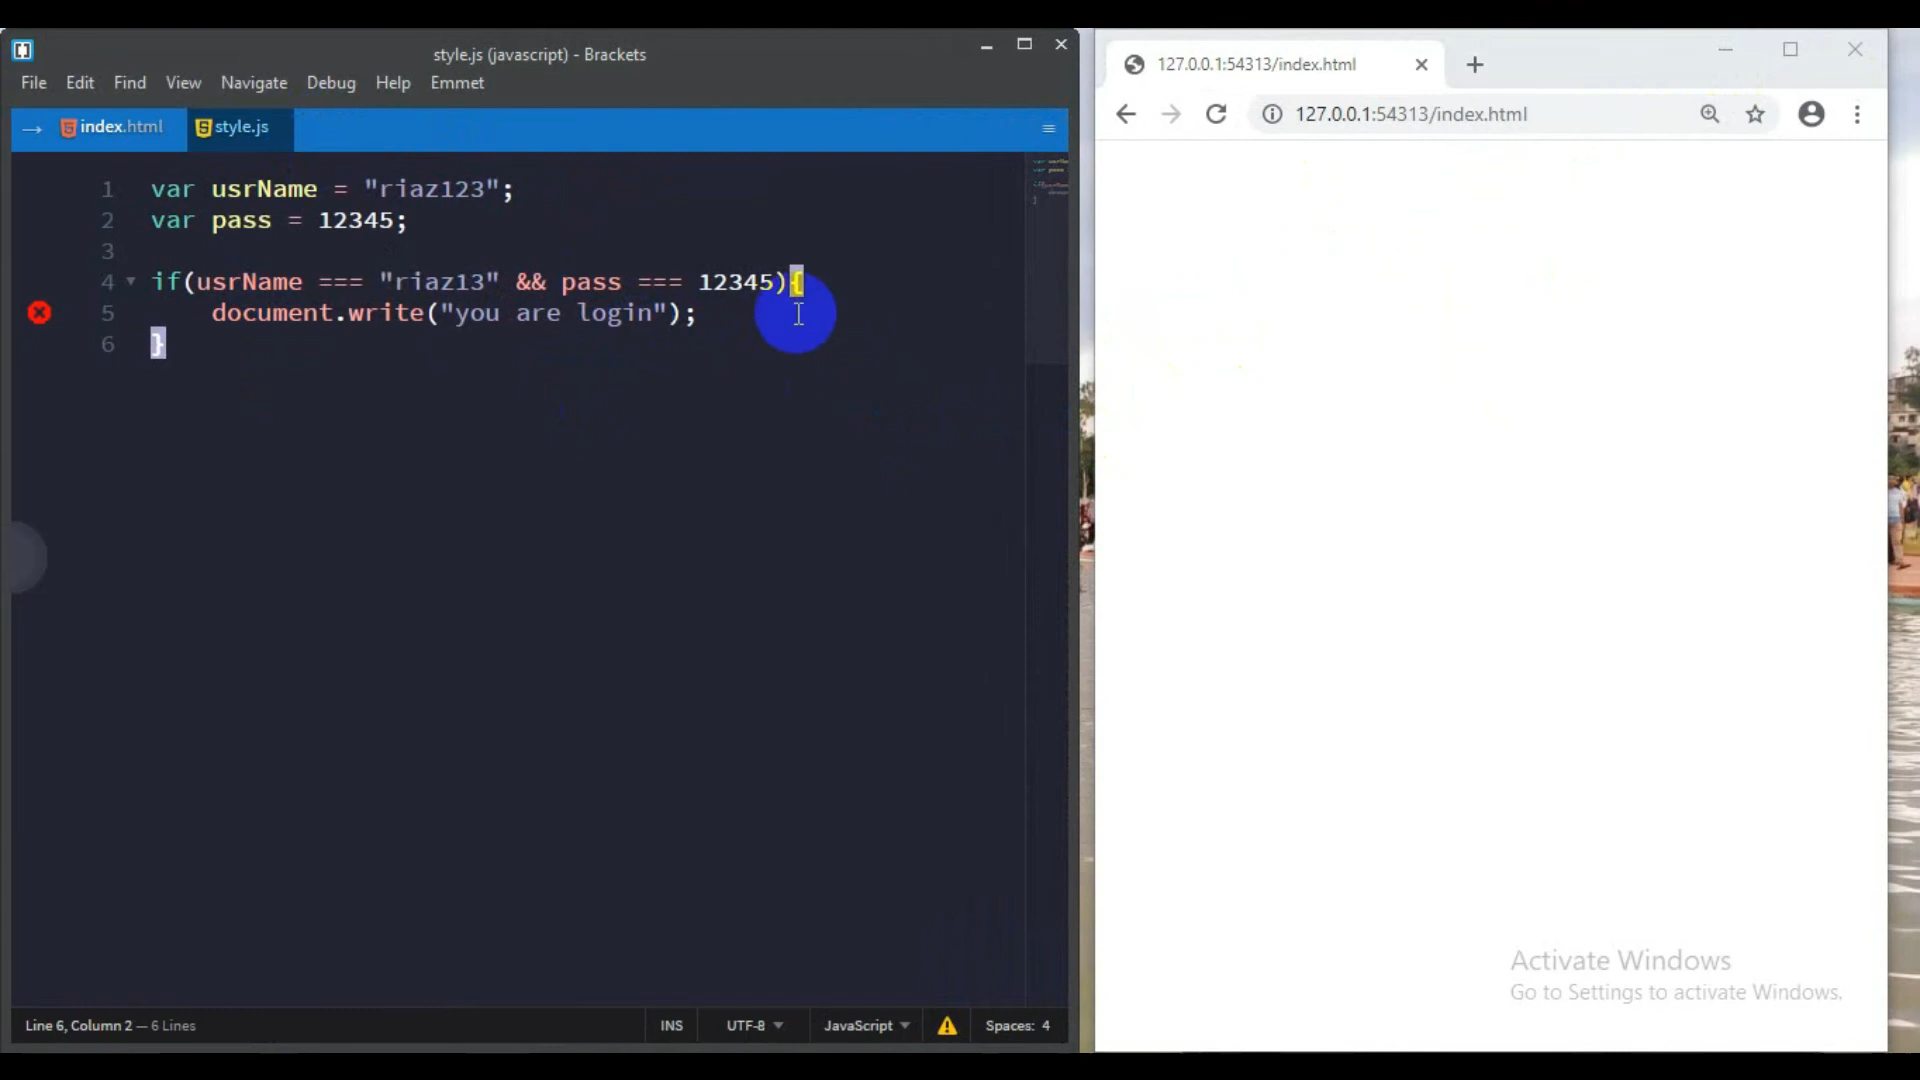 style.js (javascript) - Brackets
File Edit Find View Navigate Debug Help Emmet
index.html style.js
1 var usrName = "riaz123";
2 var pass = 12345;
3
4 if(usrName === "riaz13" && pass === 12345){
5 document.write("you are login");
6 }
Line 6, Column 2 — 6 Lines INS UTF-8 JavaScript Spaces: 4
127.0.0.1:54313/index.html
127.0.0.1:54313/index.html
Activate Windows
Go to Settings to activate Windows.